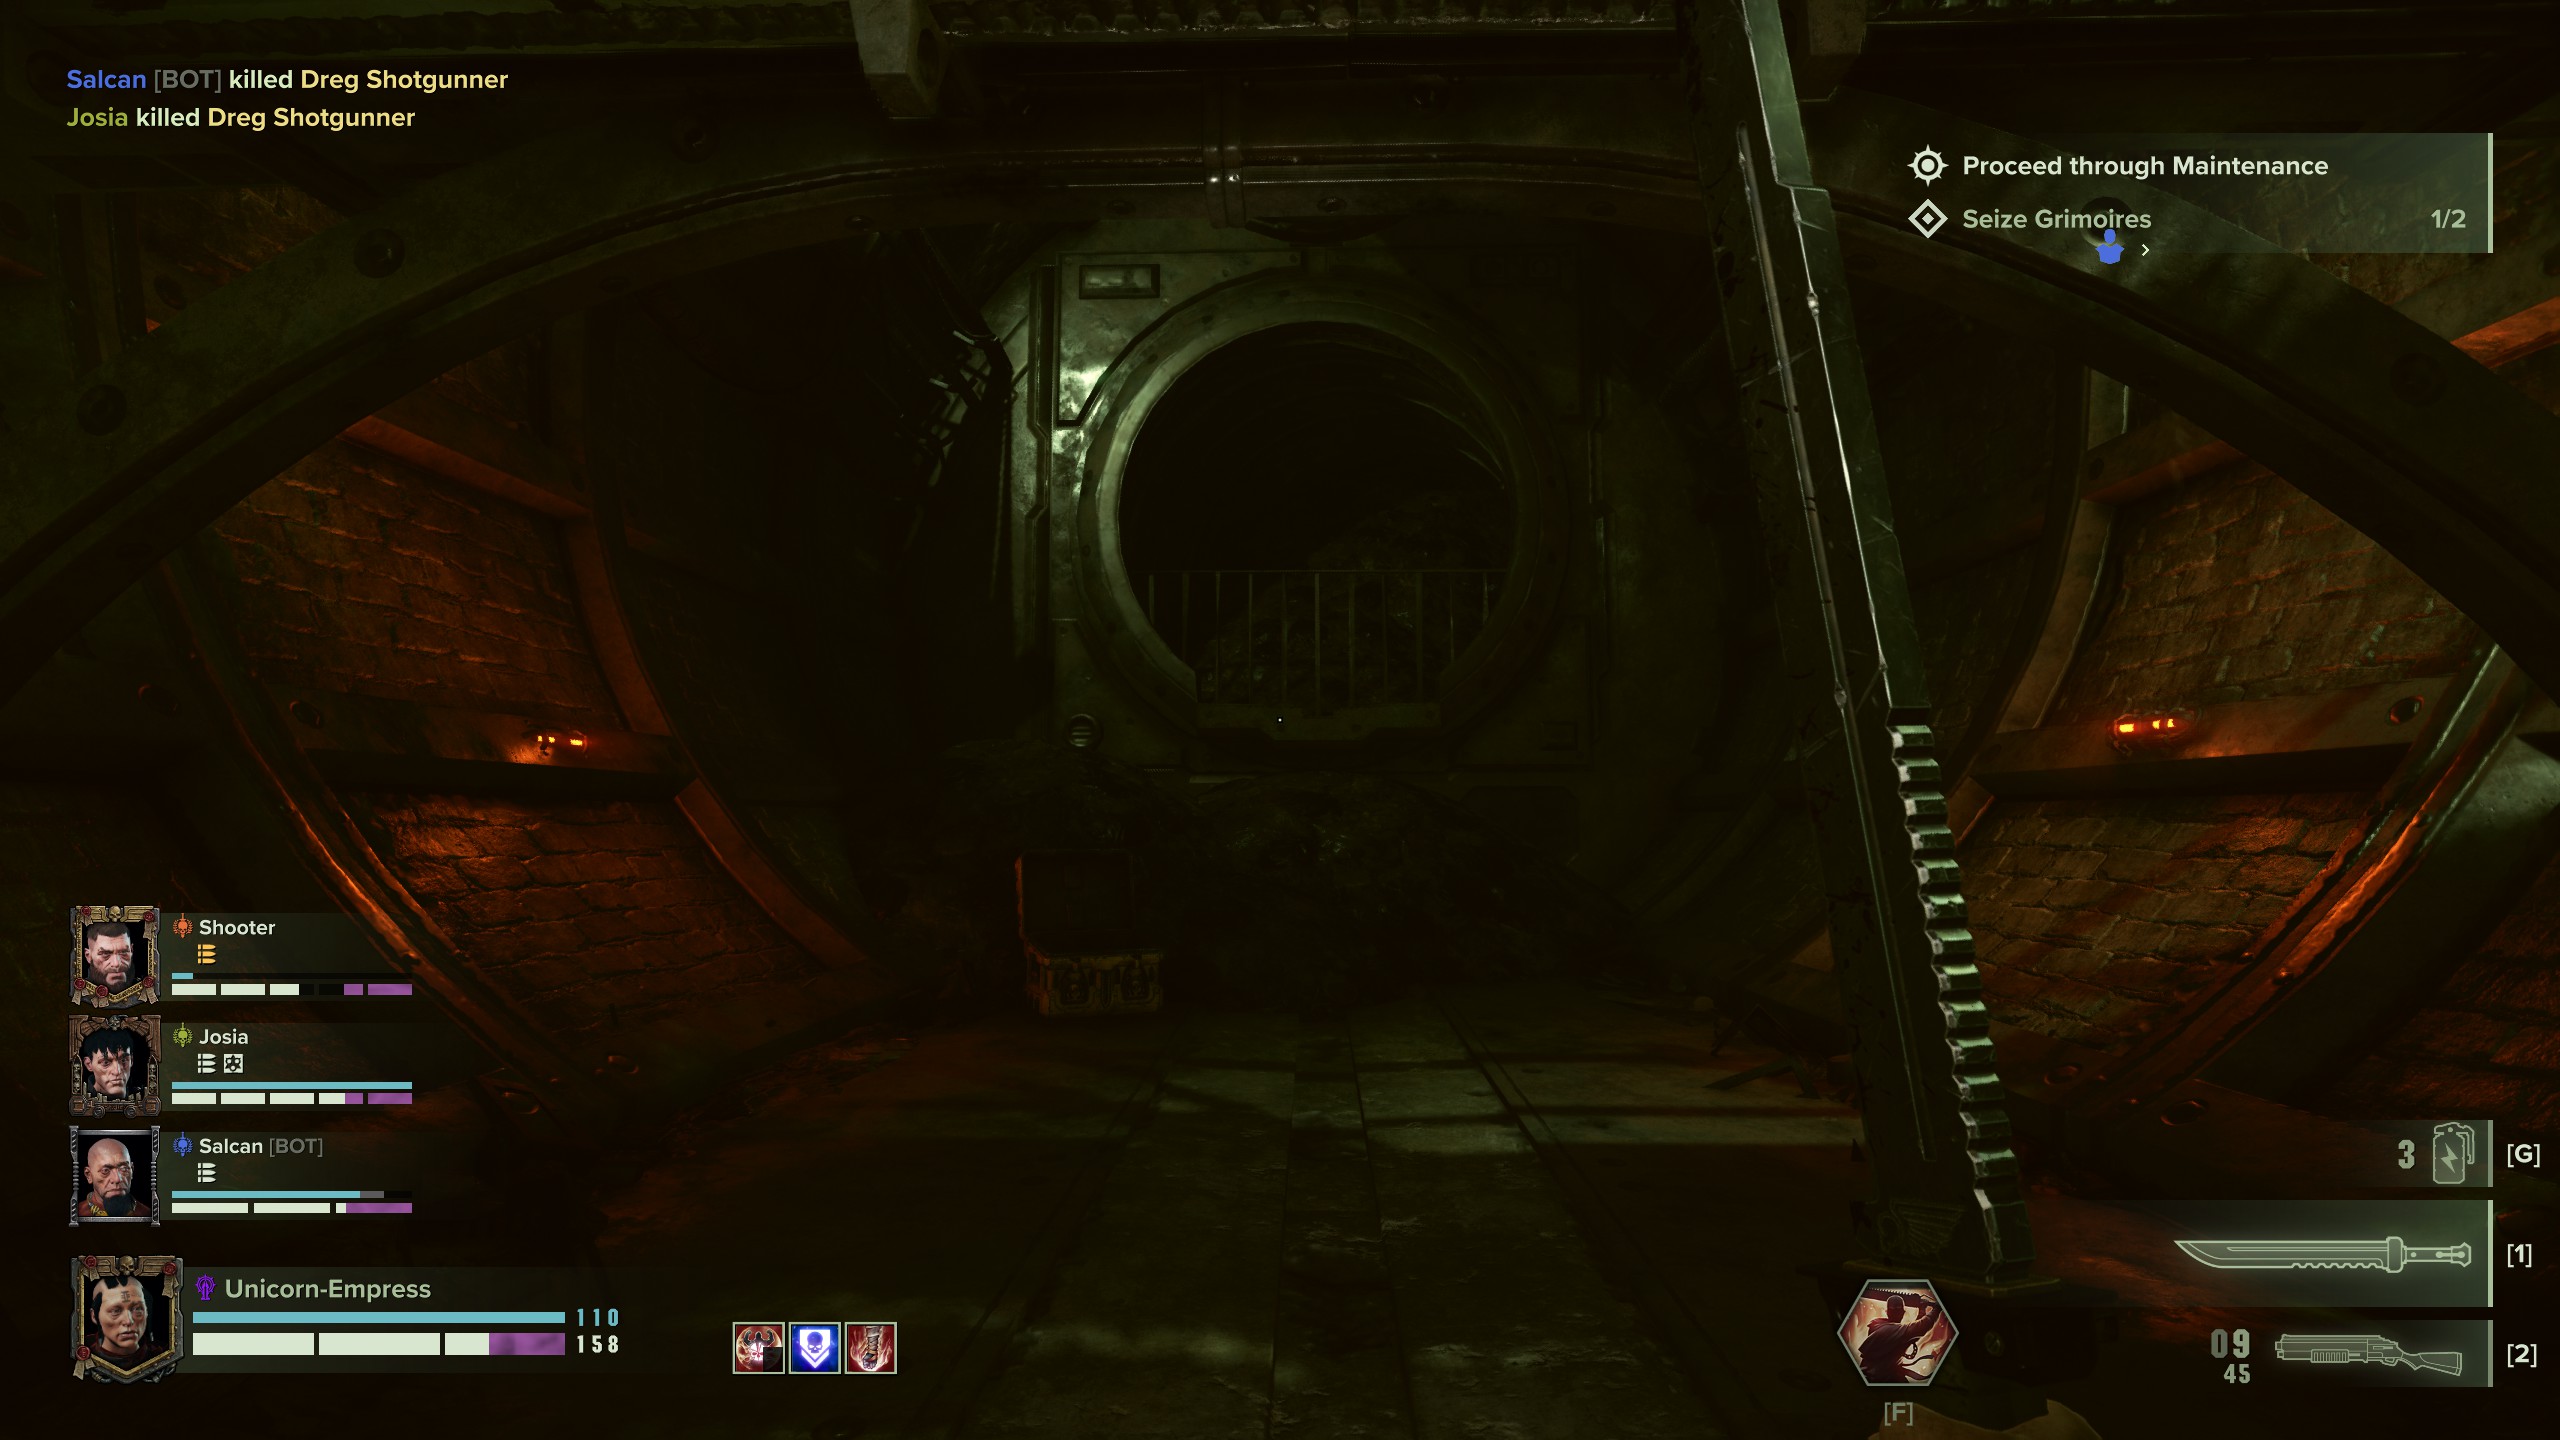 Salcan [BOT] killed Dreg Shotgunner
Josia killed Dreg Shotgunner
Proceed through Maintenance
Seize Grimoires 1/2
Shooter
Josia
Salcan [BOT]
Unicorn-Empress
110
158
[F]
3 [G]
[1]
09
45
[2]